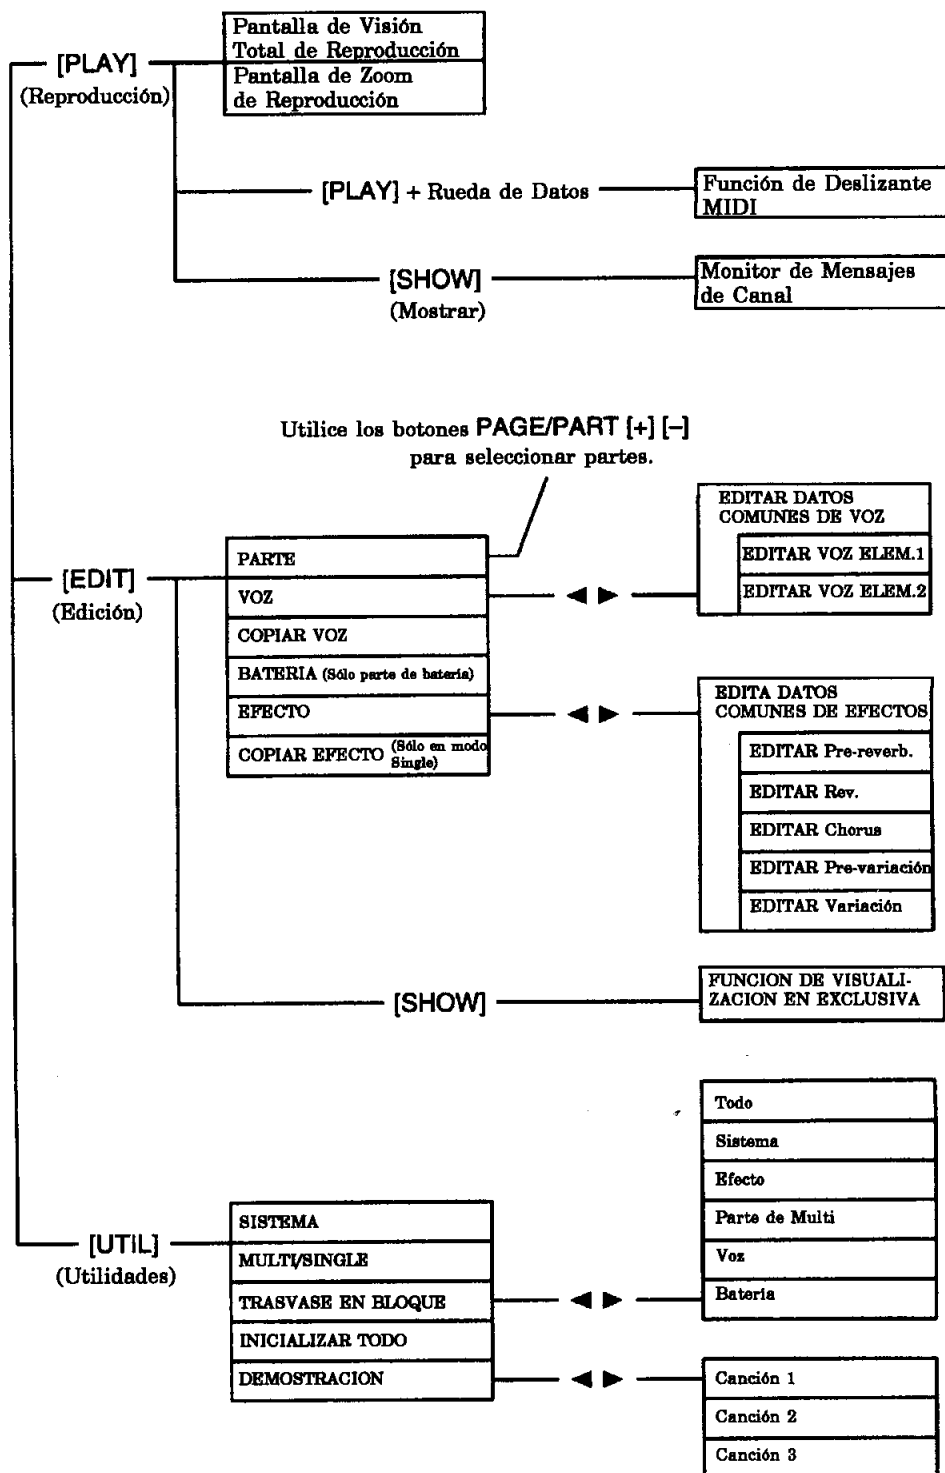 Pantalla de Visión
Total de Reproducción
Pantalla de Zoom
de Reproducción
[PLAY]
(Reproducción)
[PLAY] + Rueda de Datos
Función de Deslizante
MIDI
[SHOW]
(Mostrar)
Monitor de Mensajes
de Canal
Utilice los botones PAGE/PART [+] [–]
para seleccionar partes.
[EDIT]
(Edición)
PARTE
VOZ
COPIAR VOZ
BATERIA (Sólo parte de batería)
EFECTO
COPIAR EFECTO (Sólo en modo
Single)
EDITAR DATOS
COMUNES DE VOZ
EDITAR VOZ ELEM.1
EDITAR VOZ ELEM.2
EDITA DATOS
COMUNES DE EFECTOS
EDITAR Pre-reverb.
EDITAR Rev.
EDITAR Chorus
EDITAR Pre-variación
EDITAR Variación
[SHOW]
FUNCION DE VISUALI-
ZACION EN EXCLUSIVA
[UTIL]
(Utilidades)
SISTEMA
MULTI/SINGLE
TRASVASE EN BLOQUE
INICIALIZAR TODO
DEMOSTRACION
Todo
Sistema
Efecto
Parte de Multi
Voz
Batería
Canción 1
Canción 2
Canción 3